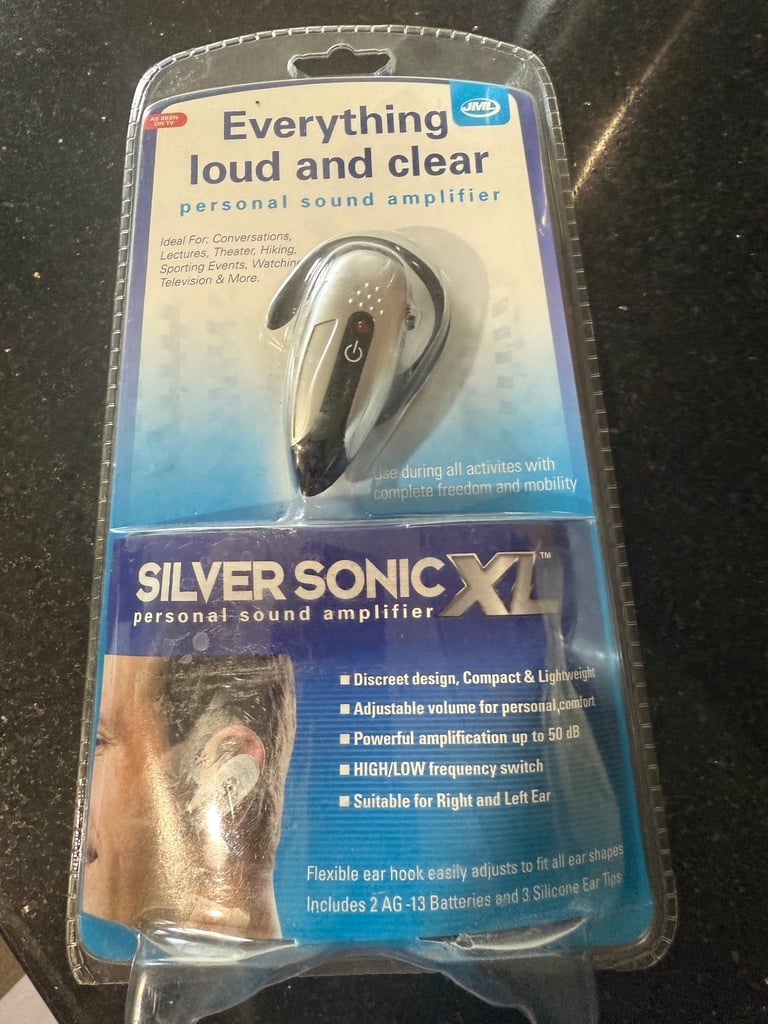 AS SEEN
ON TV
JML
Everything
loud and clear
personal sound amplifier
Ideal For: Conversations,
Lectures, Theater, Hiking,
Sporting Events, Watching
Television & More.
Use during all activites with
complete freedom and mobility
SILVER SONIC XL™
personal sound amplifier
■ Discreet design, Compact & Lightweight
■ Adjustable volume for personal comfort
■ Powerful amplification up to 50 dB
■ HIGH/LOW frequency switch
■ Suitable for Right and Left Ear
Flexible ear hook easily adjusts to fit all ear shapes
Includes 2 AG -13 Batteries and 3 Silicone Ear Tips